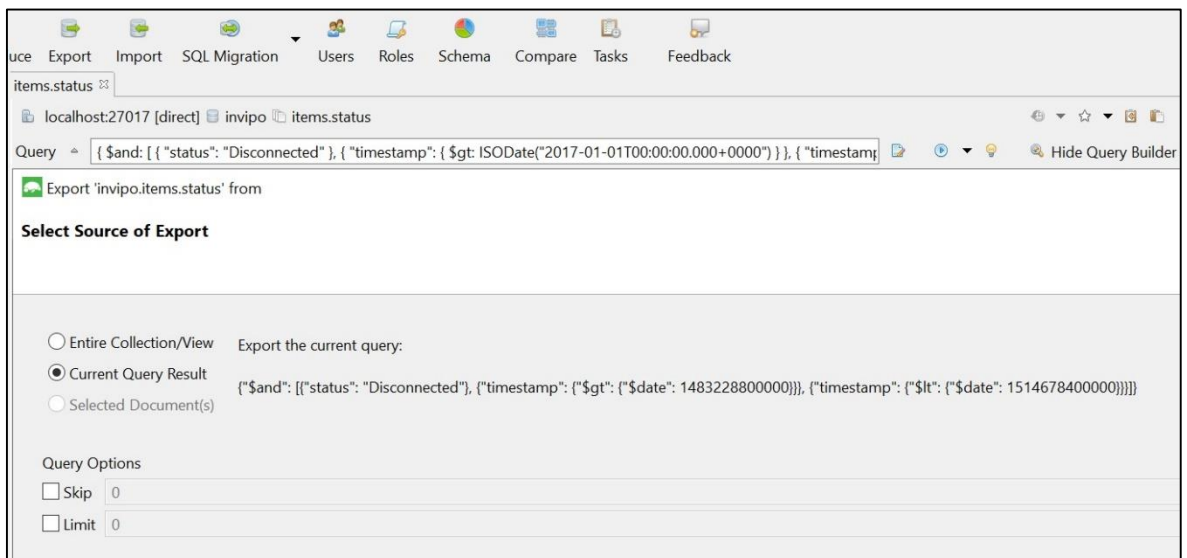 uce Export Import SQL Migration Users Roles Schema Compare Tasks Feedback
items.status
localhost:27017 [direct] invipo items.status
Query { $and: [ { "status": "Disconnected" }, { "timestamp": { $gt: ISODate("2017-01-01T00:00:00.000+0000") } }, { "timestamp Hide Query Builder
Export 'invipo.items.status' from
Select Source of Export
Entire Collection/View Export the current query:
Current Query Result
{"$and": [{"status": "Disconnected"}, {"timestamp": {"$gt": {"$date": 1483228800000}}}, {"timestamp": {"$lt": {"$date": 1514678400000}}}]}
Selected Document(s)
Query Options
Skip 0
Limit 0